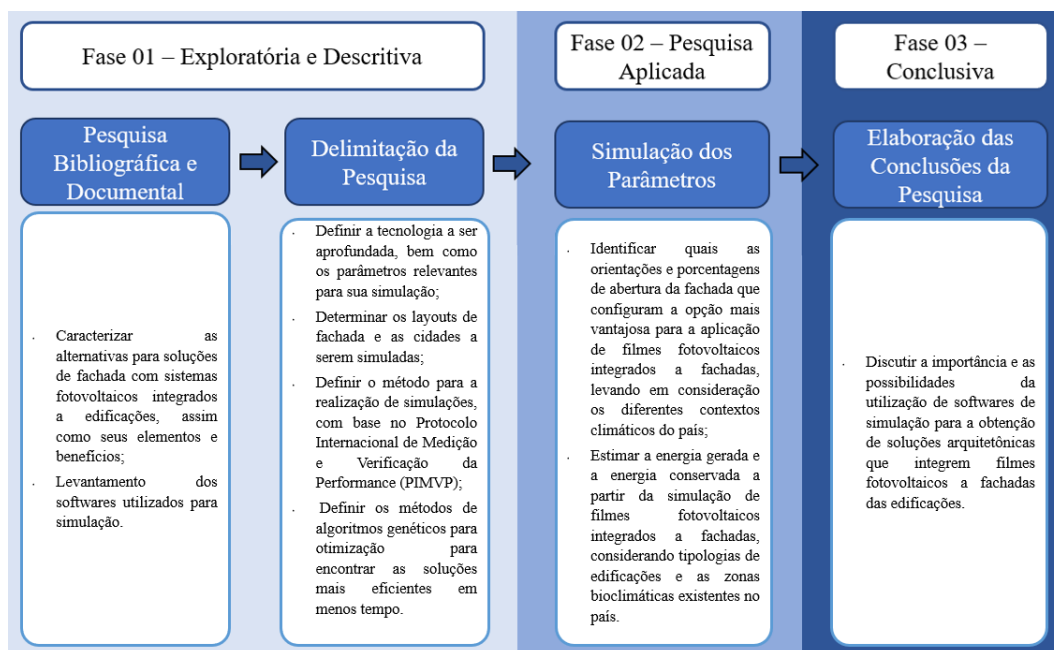 Fase 01 – Exploratória e Descritiva
Fase 02 – Pesquisa
Aplicada
Fase 03 –
Conclusiva
Pesquisa
Bibliográfica e
Documental
Delimitação da
Pesquisa
Simulação dos
Parâmetros
Elaboração das
Conclusões da
Pesquisa
· Caracterizar as
alternativas para soluções
de fachada com sistemas
fotovoltaicos integrados
a edificações, assim
como seus elementos e
benefícios;
· Levantamento dos
softwares utilizados para
simulação.
· Definir a tecnologia a ser
aprofundada, bem como
os parâmetros relevantes
para sua simulação;
· Determinar os layouts de
fachada e as cidades a
serem simuladas;
· Definir o método para a
realização de simulações,
com base no Protocolo
Internacional de Medição
e Verificação da
Performance (PIMVP);
· Definir os métodos de
algoritmos genéticos para
otimização para
encontrar as soluções
mais eficientes em
menos tempo.
· Identificar quais as
orientações e porcentagens
de abertura da fachada que
configuram a opção mais
vantajosa para a aplicação
de filmes fotovoltaicos
integrados a fachadas,
levando em consideração
os diferentes contextos
climáticos do país;
· Estimar a energia gerada e
a energia conservada a
partir da simulação de
filmes fotovoltaicos
integrados a fachadas,
considerando tipologias de
edificações e as zonas
bioclimáticas existentes no
país.
· Discutir a importância e as
possibilidades da
utilização de softwares de
simulação para a obtenção
de soluções arquitetônicas
que integrem filmes
fotovoltaicos a fachadas
das edificações.